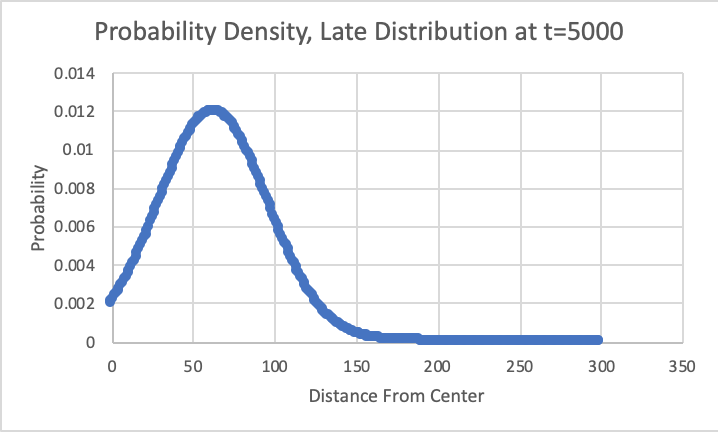 Probability Density, Late Distribution at t=5000
0.014
0.012
0.01
0.008
0.006
0.004
0.002
0
Probability
0 50 100 150 200 250 300 350
Distance From Center